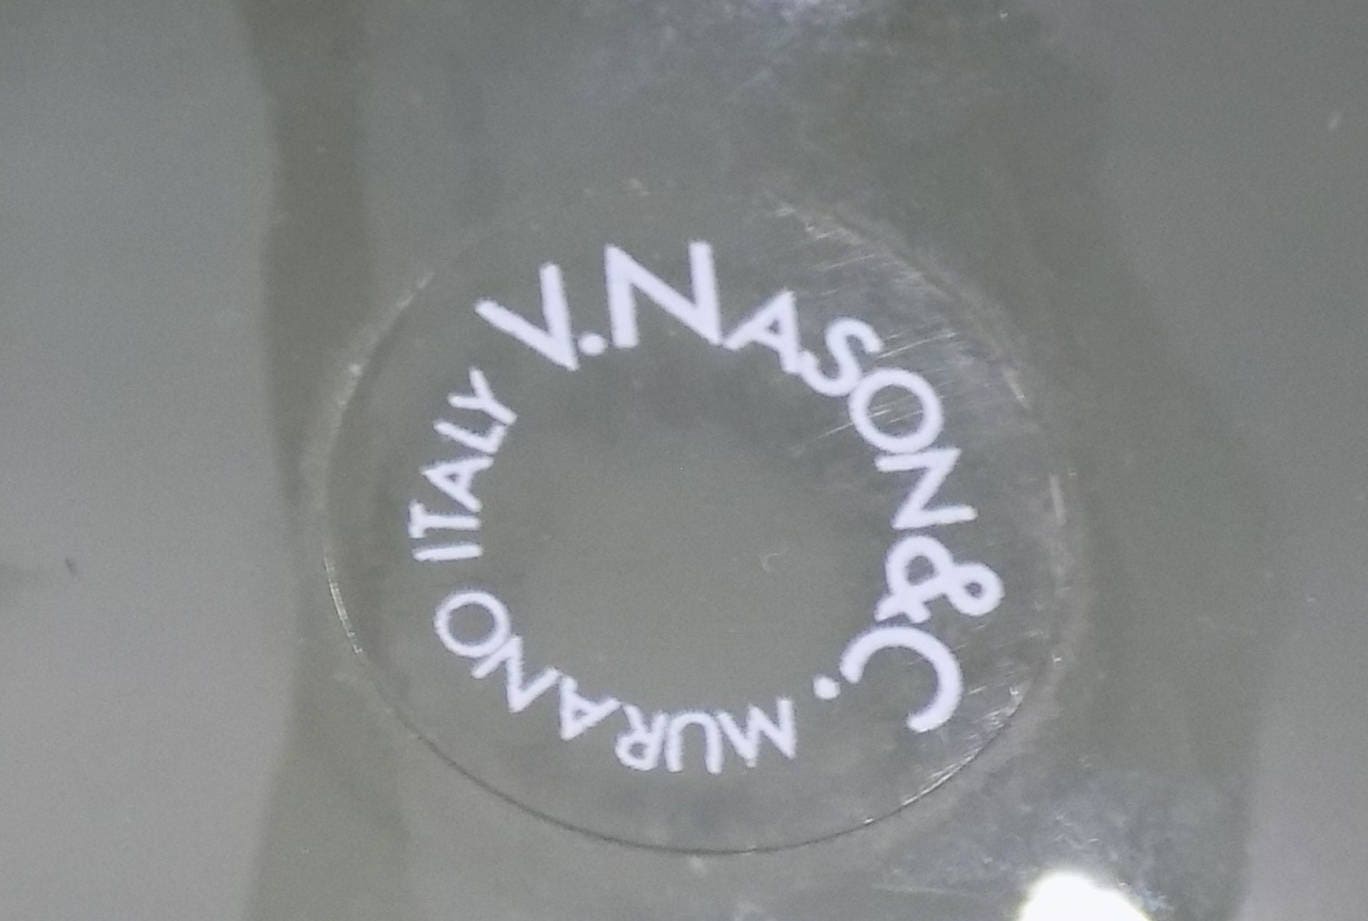 V. NASON & C. MURANO ITALY